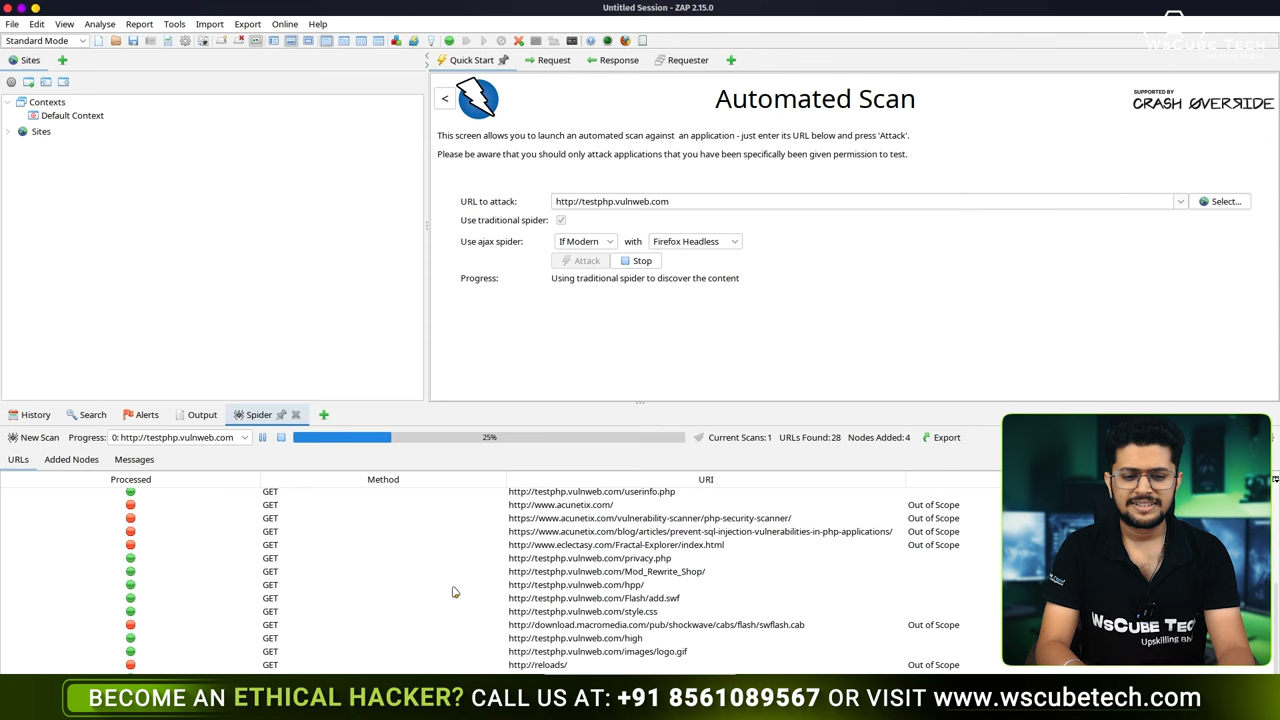 Untitled Session - ZAP 2.15.0
File Edit View Analyse Report Tools Import Export Online Help
WsCube Tech
Standard Mode
Sites
Quick Start Request Response Requester
Contexts
Default Context
Sites
<
Automated Scan
SUPPORTED BY
CRASH OVERRIDE
This screen allows you to launch an automated scan against an application - just enter its URL below and press 'Attack'.
Please be aware that you should only attack applications that you have been specifically been given permission to test.
URL to attack: http://testphp.vulnweb.com Select...
Use traditional spider:
Use ajax spider: If Modern with Firefox Headless
Attack Stop
Progress: Using traditional spider to discover the content
History Search Alerts Output Spider
New Scan Progress: 0: http://testphp.vulnweb.com 25% Current Scans:1 URLs Found:28 Nodes Added:4 Export
URLs Added Nodes Messages
Processed Method URI
GET http://testphp.vulnweb.com/userinfo.php
GET http://www.acunetix.com/ Out of Scope
GET https://www.acunetix.com/vulnerability-scanner/php-security-scanner/ Out of Scope
GET https://www.acunetix.com/blog/articles/prevent-sql-injection-vulnerabilities-in-php-applications/ Out of Scope
GET http://www.eclectasy.com/Fractal-Explorer/index.html Out of Scope
GET http://testphp.vulnweb.com/privacy.php
GET http://testphp.vulnweb.com/Mod_Rewrite_Shop/
GET http://testphp.vulnweb.com/hpp/
GET http://testphp.vulnweb.com/Flash/add.swf
GET http://testphp.vulnweb.com/style.css
GET http://download.macromedia.com/pub/shockwave/cabs/flash/swflash.cab Out of Scope
GET http://testphp.vulnweb.com/high
GET http://testphp.vulnweb.com/images/logo.gif
GET http://reloads/ Out of Scope
WsCUBE TECH
Upskilling
BECOME AN ETHICAL HACKER? CALL US AT: +91 8561089567 OR VISIT www.wscubetech.com